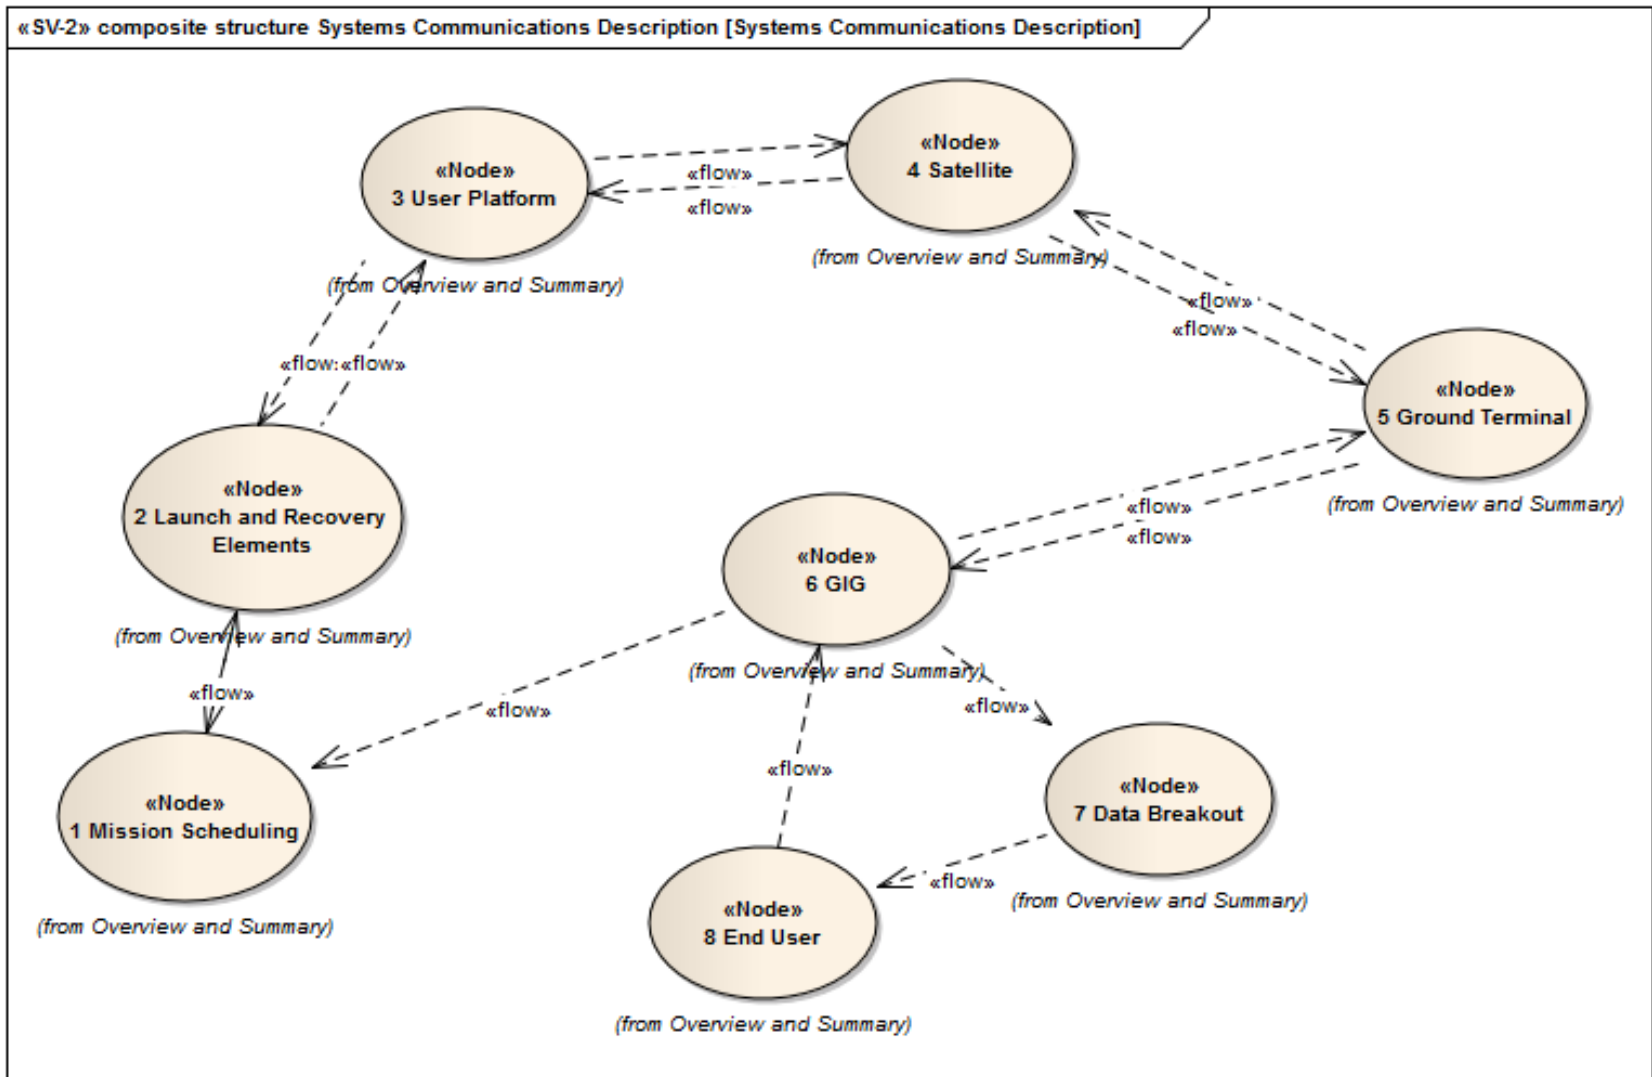 «SV-2» composite structure Systems Communications Description [Systems Communications Description]
«Node»
4 Satellite
(from Overview and Summary)
«Node»
3 User Platform
(from Overview and Summary)
«flow»
«flow»
«flow»
«flow»
«flow:
«flow»
«Node»
5 Ground Terminal
(from Overview and Summary)
«Node»
2 Launch and Recovery
Elements
(from Overview and Summary)
«flow»
«flow»
«Node»
6 GIG
(from Overview and Summary)
«flow»
«flow»
«flow»
«flow»
«Node»
1 Mission Scheduling
(from Overview and Summary)
«Node»
7 Data Breakout
(from Overview and Summary)
«flow»
«flow»
«Node»
8 End User
(from Overview and Summary)